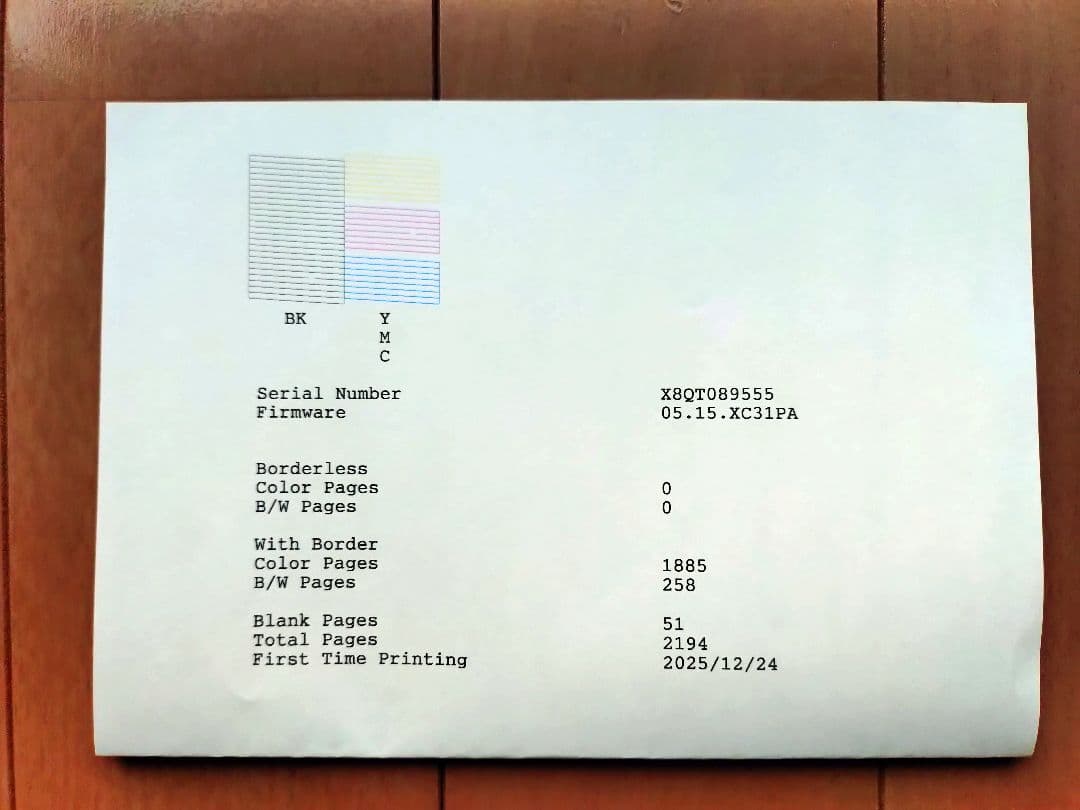 BK Y
M
C
Serial Number X8QT089555
Firmware 05.15.XC31PA
Borderless
Color Pages 0
B/W Pages 0
With Border
Color Pages 1885
B/W Pages 258
Blank Pages 51
Total Pages 2194
First Time Printing 2025/12/24